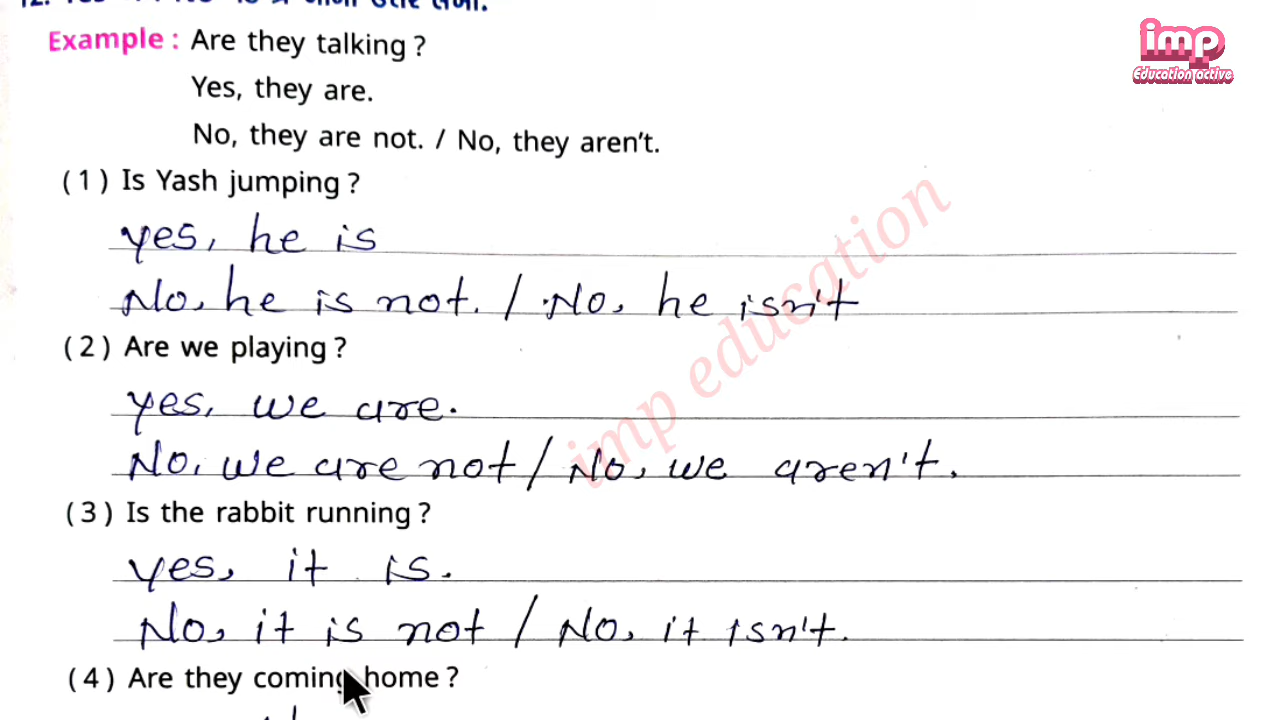 imp
Education active
Example : Are they talking ?
Yes, they are.
No, they are not. / No, they aren't.
(1) Is Yash jumping ?
yes, he is
No, he is not. / No, he isn't
(2) Are we playing ?
yes, we are.
No, we are not / No, we aren't.
(3) Is the rabbit running ?
yes, it is.
No, it is not / No, it isn't.
(4) Are they coming home ?
imp education